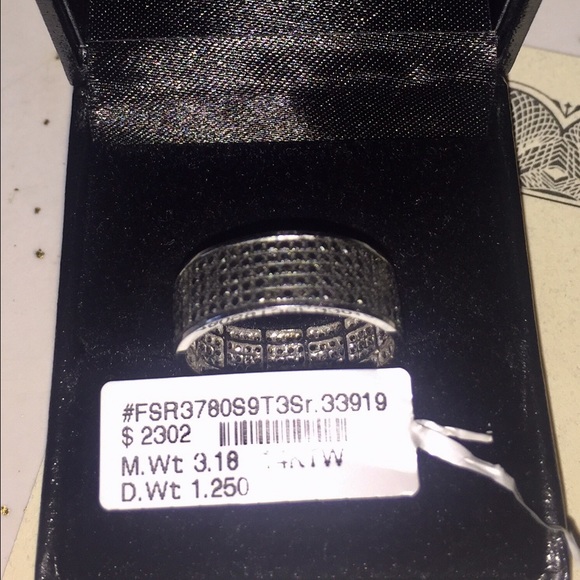 #FSR3780S9T3Sr.33919
$ 2302
M.Wt 3.18 14KTW
D.Wt 1.250